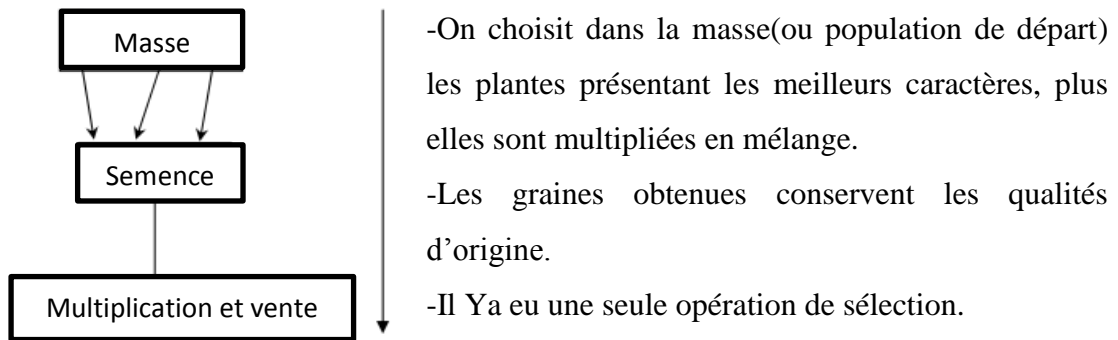 Masse
Semence
Multiplication et vente
-On choisit dans la masse(ou population de départ)
les plantes présentant les meilleurs caractères, plus
elles sont multipliées en mélange.
-Les graines obtenues conservent les qualités
d’origine.
-Il Ya eu une seule opération de sélection.